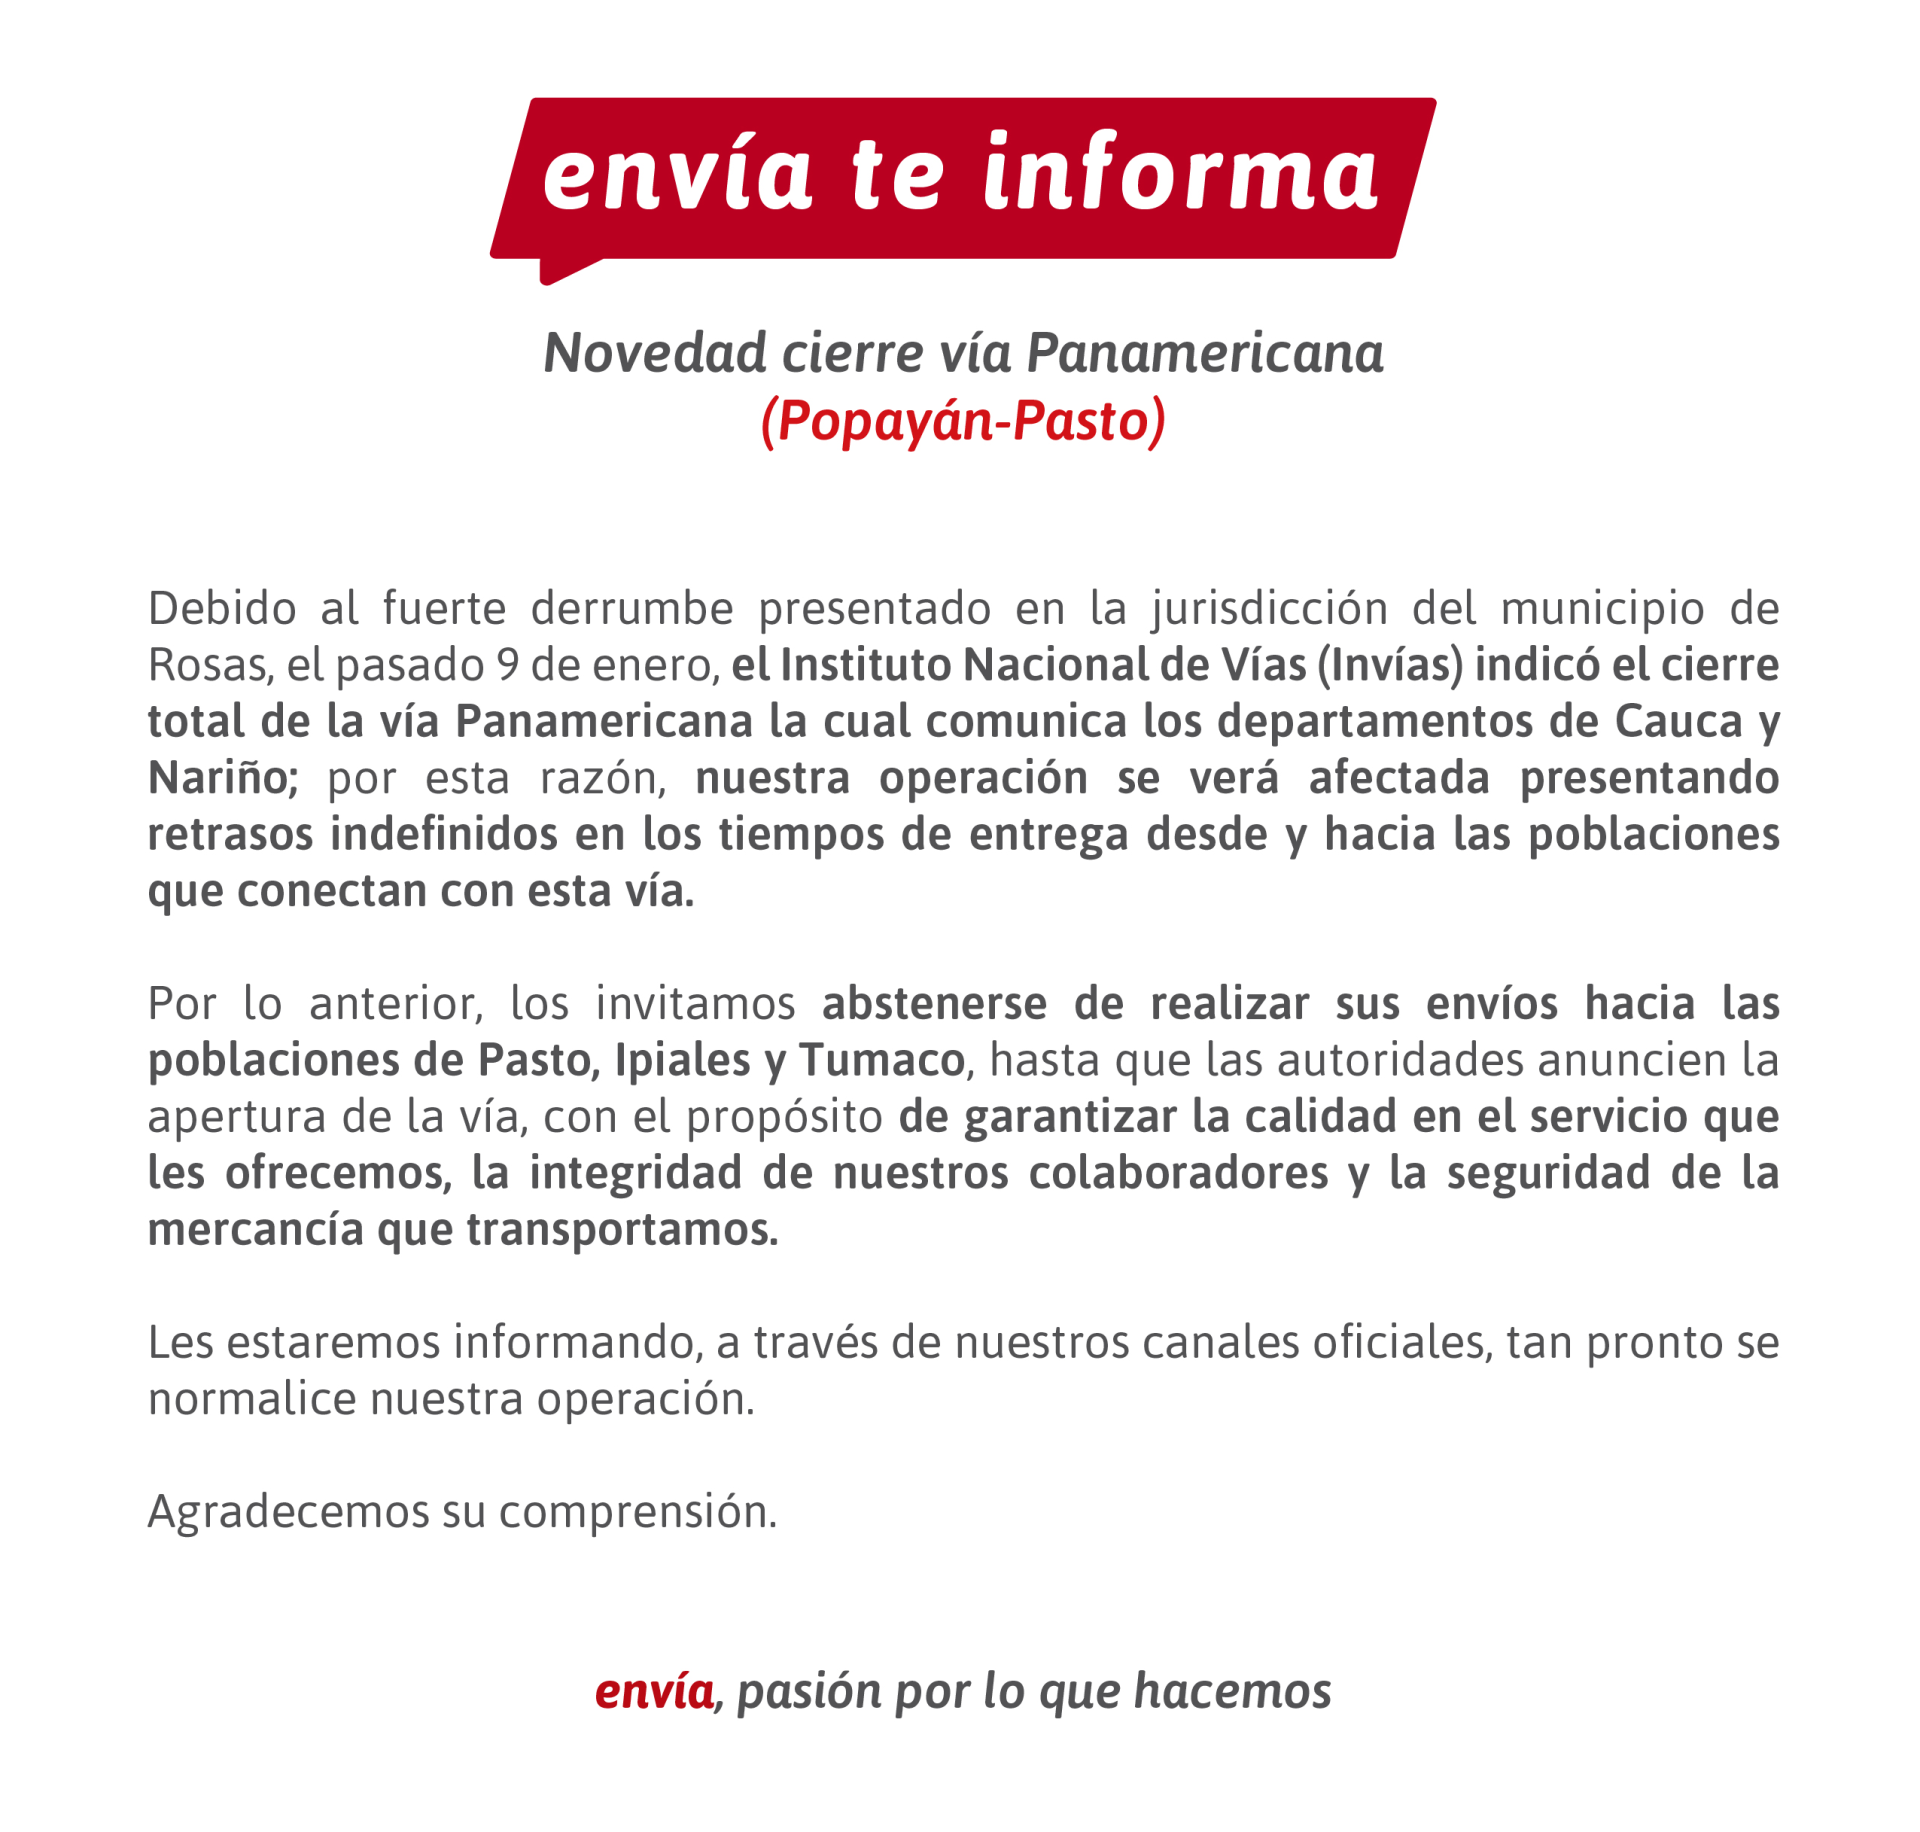 envía te informa
Novedad cierre vía Panamericana
(Popayán-Pasto)
Debido al fuerte derrumbe presentado en la jurisdicción del municipio de
Rosas, el pasado 9 de enero, el Instituto Nacional de Vías (Invías) indicó el cierre
total de la vía Panamericana la cual comunica los departamentos de Cauca y
Nariño; por esta razón, nuestra operación se verá afectada presentando
retrasos indefinidos en los tiempos de entrega desde y hacia las poblaciones
que conectan con esta vía.
Por lo anterior, los invitamos abstenerse de realizar sus envíos hacia las
poblaciones de Pasto, Ipiales y Tumaco, hasta que las autoridades anuncien la
apertura de la vía, con el propósito de garantizar la calidad en el servicio que
les ofrecemos, la integridad de nuestros colaboradores y la seguridad de la
mercancía que transportamos.
Les estaremos informando, a través de nuestros canales oficiales, tan pronto se
normalice nuestra operación.
Agradecemos su comprensión.
envía, pasión por lo que hacemos